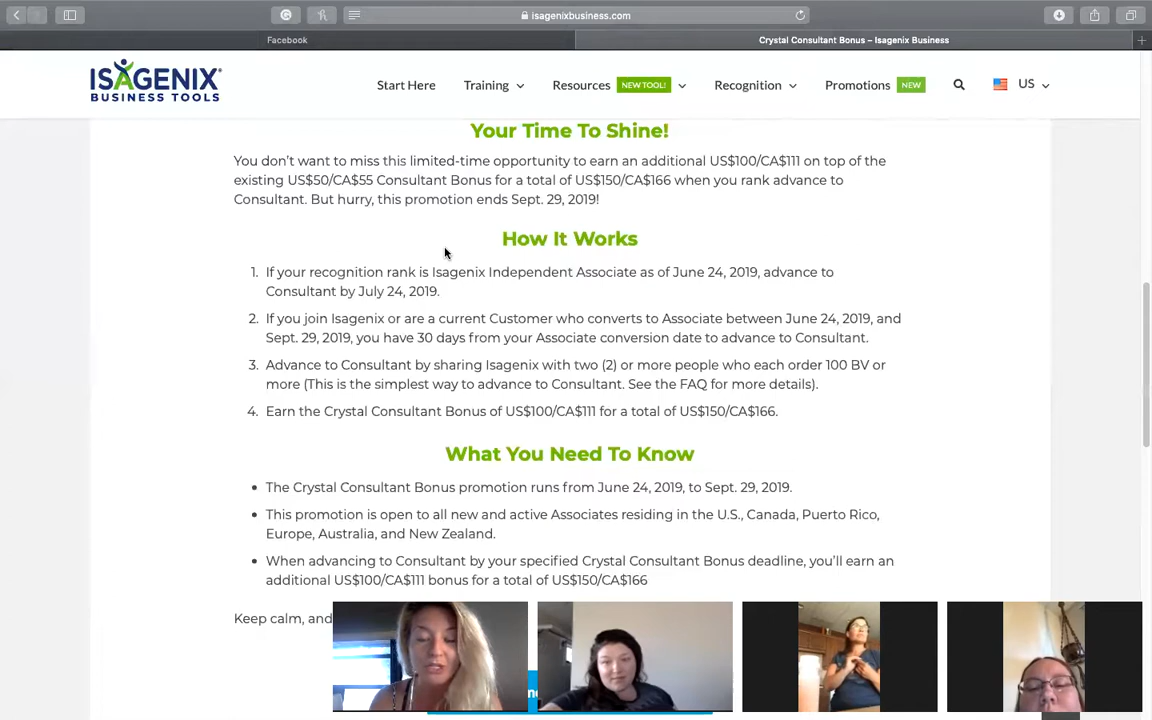 isagenixbusiness.com
Facebook
Crystal Consultant Bonus – Isagenix Business
ISAGENIX®
BUSINESS TOOLS
Start Here
Training
Resources
NEW TOOL!
Recognition
Promotions
NEW
US
Your Time To Shine!
You don't want to miss this limited-time opportunity to earn an additional US$100/CA$111 on top of the
existing US$50/CA$55 Consultant Bonus for a total of US$150/CA$166 when you rank advance to
Consultant. But hurry, this promotion ends Sept. 29, 2019!
How It Works
1. If your recognition rank is Isagenix Independent Associate as of June 24, 2019, advance to
Consultant by July 24, 2019.
2. If you join Isagenix or are a current Customer who converts to Associate between June 24, 2019, and
Sept. 29, 2019, you have 30 days from your Associate conversion date to advance to Consultant.
3. Advance to Consultant by sharing Isagenix with two (2) or more people who each order 100 BV or
more (This is the simplest way to advance to Consultant. See the FAQ for more details).
4. Earn the Crystal Consultant Bonus of US$100/CA$111 for a total of US$150/CA$166.
What You Need To Know
• The Crystal Consultant Bonus promotion runs from June 24, 2019, to Sept. 29, 2019.
• This promotion is open to all new and active Associates residing in the U.S., Canada, Puerto Rico,
Europe, Australia, and New Zealand.
• When advancing to Consultant by your specified Crystal Consultant Bonus deadline, you'll earn an
additional US$100/CA$111 bonus for a total of US$150/CA$166
Keep calm, and